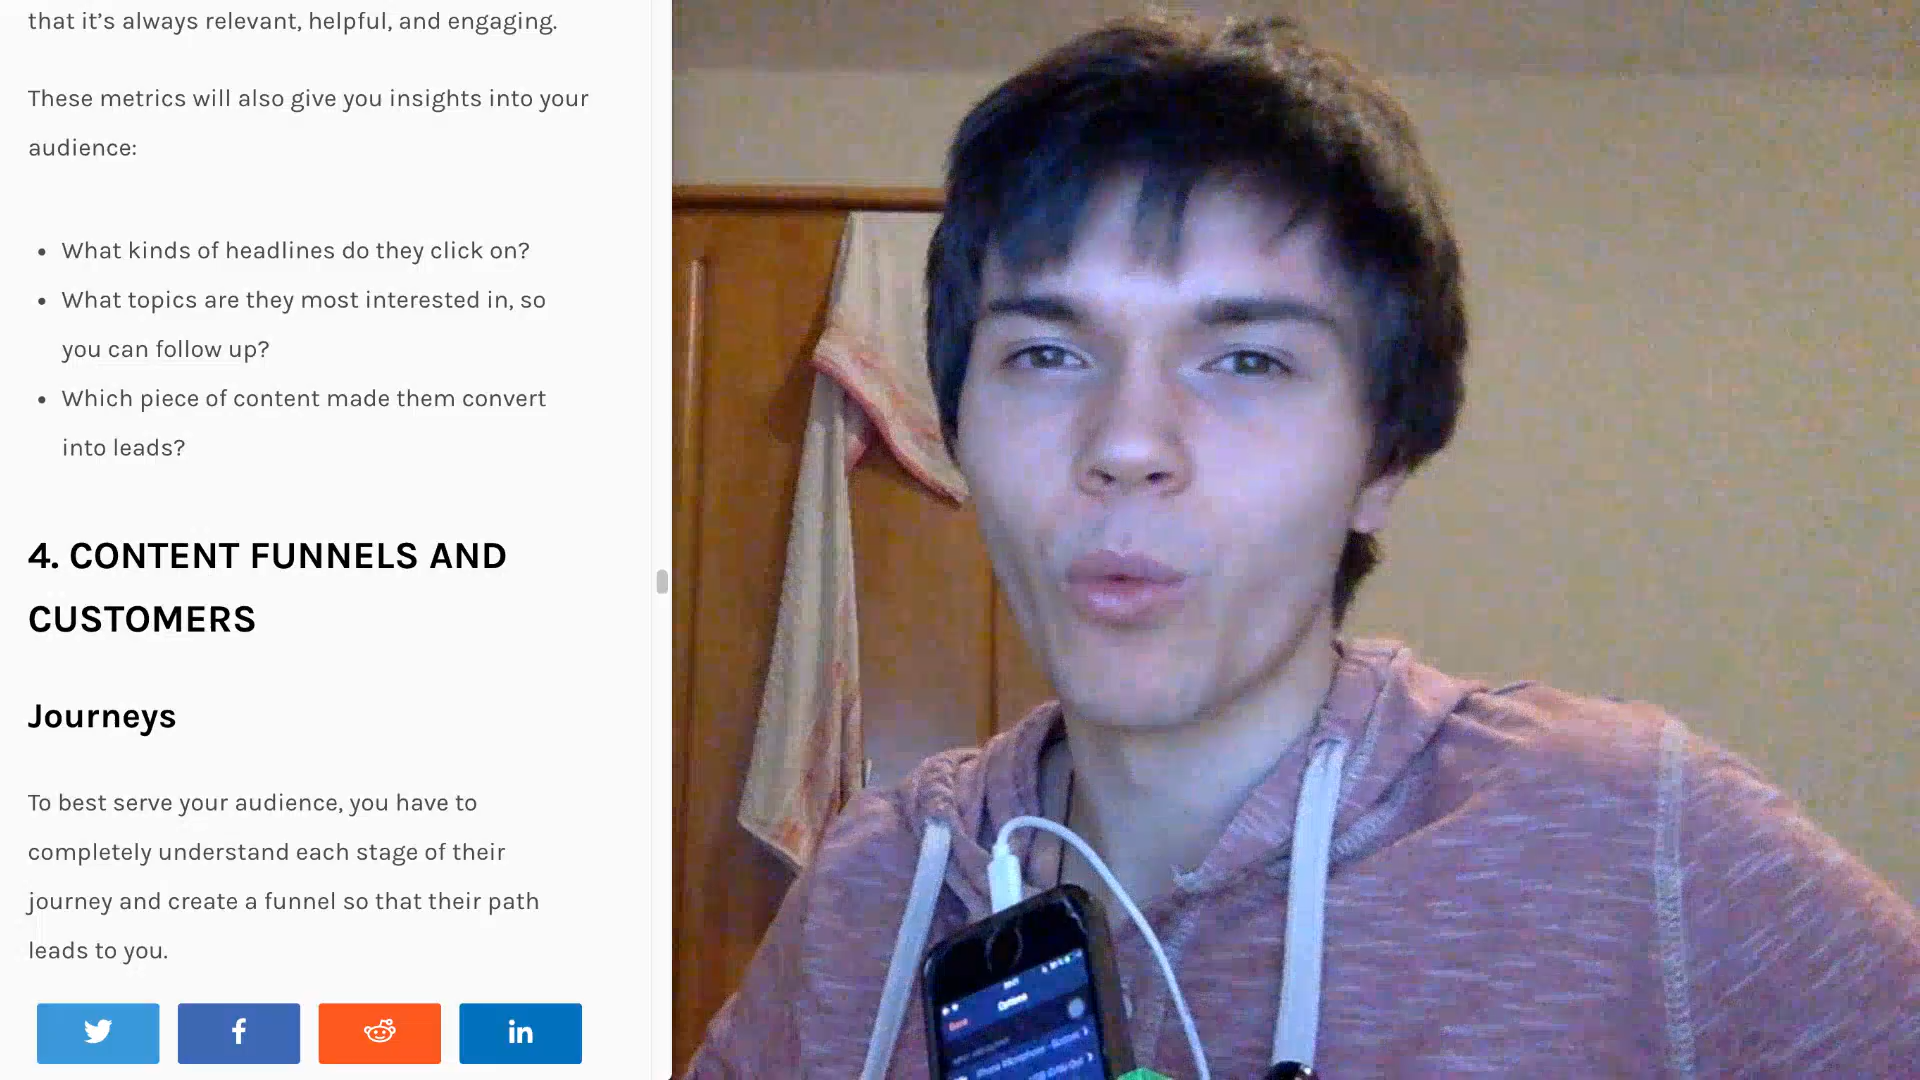 that it’s always relevant, helpful, and engaging.
These metrics will also give you insights into your
audience:
What kinds of headlines do they click on?
What topics are they most interested in, so
you can follow up?
Which piece of content made them convert
into leads?
4. CONTENT FUNNELS AND
CUSTOMERS
Journeys
To best serve your audience, you have to
completely understand each stage of their
journey and create a funnel so that their path
leads to you.
f
in
Options